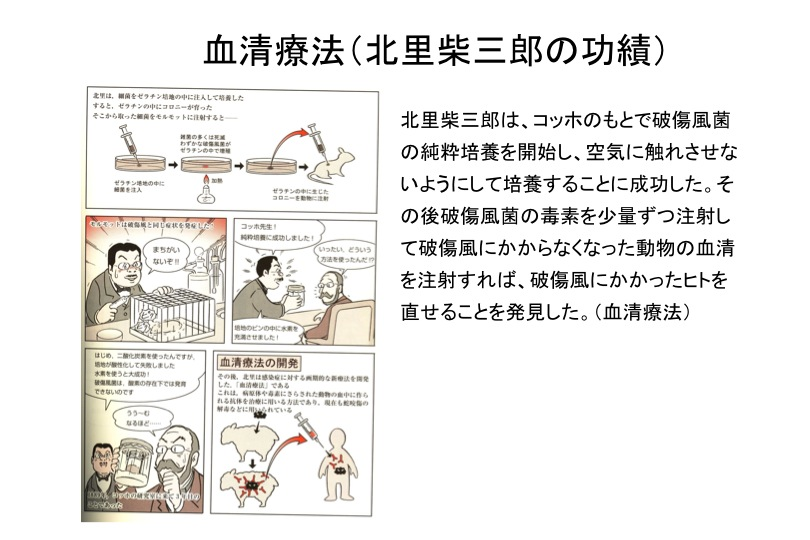 血清療法（北里柴三郎の功績）
北里は、細菌をゼラチン培地の中に注入して培養した
すると、ゼラチンの中にコロニーが育った
そこから取った細菌をモルモットに注射すると──
雑菌の多くは死滅
わずかな破傷風菌が
ゼラチンの中で増殖
加熱
ゼラチン培地の中に
細菌を注入
ゼラチンの中に生じた
コロニーを動物に注射
モルモットは破傷風と同じ症状を発症した！
まちがい
ないぞ!!
コッホ先生！
純粋培養に成功しました！
いったい、どういう
方法を使ったんだ!?
培地のビンの中に水素を
充満させました！
はじめ、二酸化炭素を使ったんですが、
培地が酸性化して失敗しました
水素を使うと大成功！
破傷風菌は、酸素の存在下では発育
できないのです
うう〜む
なるほど……
コッホの研究室に来て3年目の
ことであった
血清療法の開発
その後、北里は感染症に対する画期的な新療法を開発
した。「血清療法」である
これは、病原体や毒素にさらされた動物の血中に作ら
れる抗体を治療に用いる方法であり、現在も蛇咬傷の
解毒などに用いられている
北里柴三郎は、コッホのもとで破傷風菌
の純粋培養を開始し、空気に触れさせな
いようにして培養することに成功した。そ
の後破傷風菌の毒素を少量ずつ注射し
て破傷風にかからなくなった動物の血清
を注射すれば、破傷風にかかったヒトを
直せることを発見した。（血清療法）